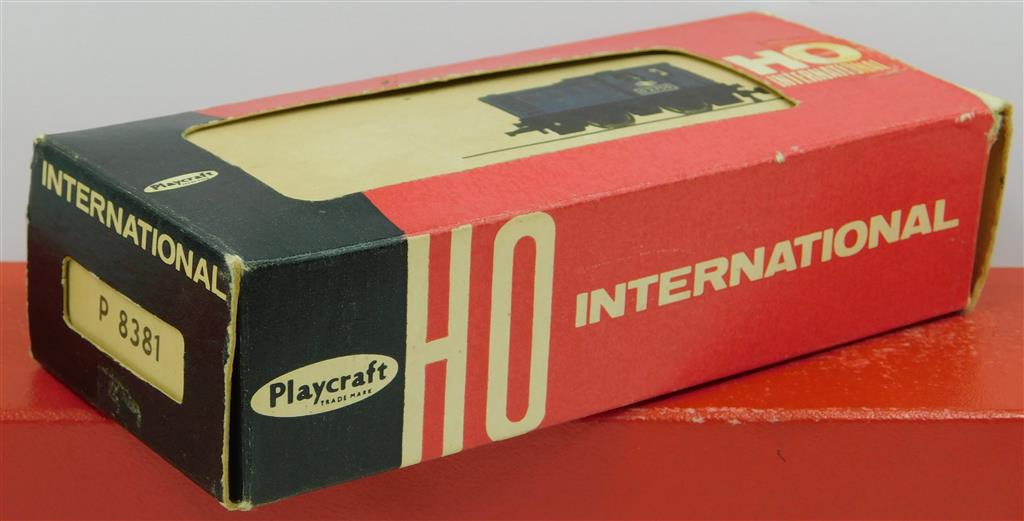 HO
INTERNATIONAL
Playcraft
INTERNATIONAL
P 8381
HO
INTERNATIONAL
Playcraft
TRADE MARK